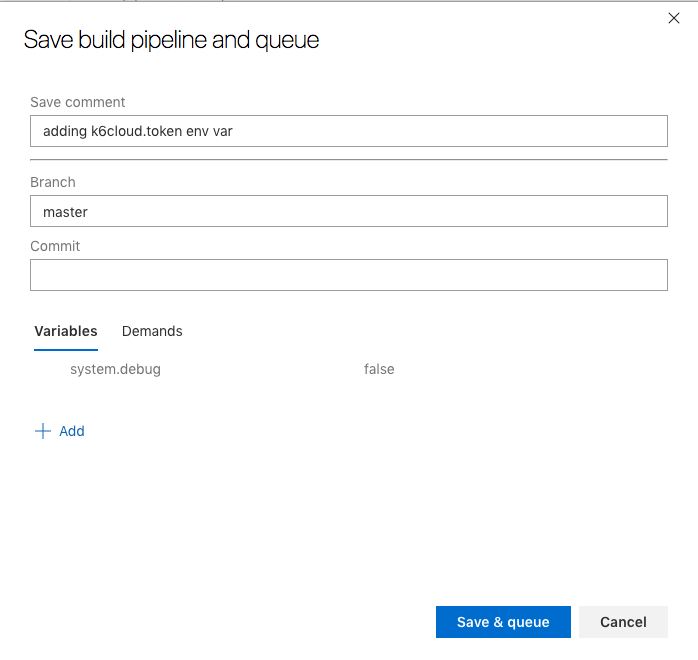 Save build pipeline and queue
Save comment
adding k6cloud.token env var
Branch
master
Commit
Variables Demands
system.debug false
Add
Save & queue Cancel